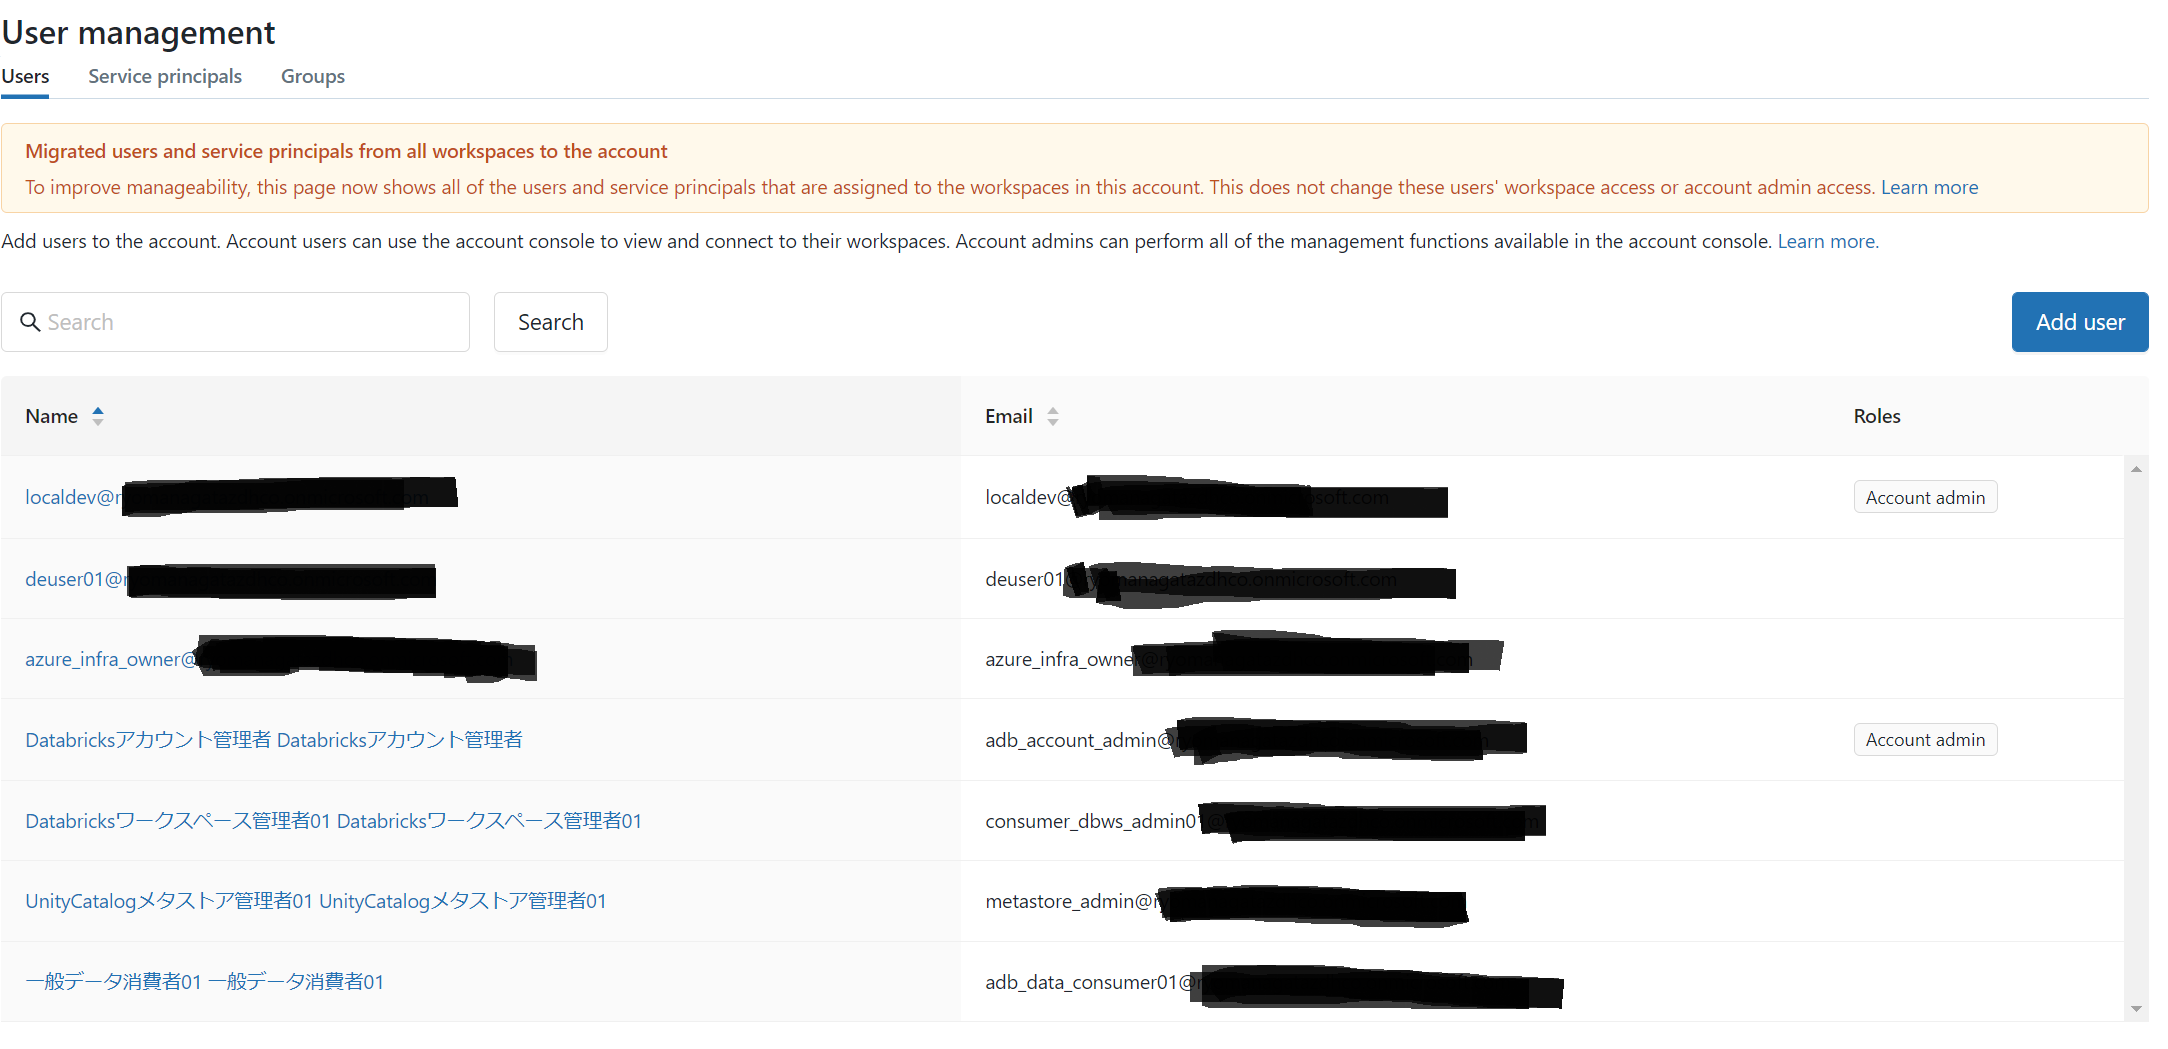 User management
Users Service principals Groups
Migrated users and service principals from all workspaces to the account
To improve manageability, this page now shows all of the users and service principals that are assigned to the workspaces in this account. This does not change these users' workspace access or account admin access. Learn more
Add users to the account. Account users can use the account console to view and connect to their workspaces. Account admins can perform all of the management functions available in the account console. Learn more.
Search Search Add user
Name Email Roles
localdev@ localdev@ Account admin
deuser01@ deuser01
azure_infra_owner@ azure_infra_owner
Databricksアカウント管理者 Databricksアカウント管理者 adb_account_admin@ Account admin
Databricksワークスペース管理者01 Databricksワークスペース管理者01 consumer_dbws_admin0
UnityCatalogメタストア管理者01 UnityCatalogメタストア管理者01 metastore_admin@
一般データ消費者01 一般データ消費者01 adb_data_consumer01@